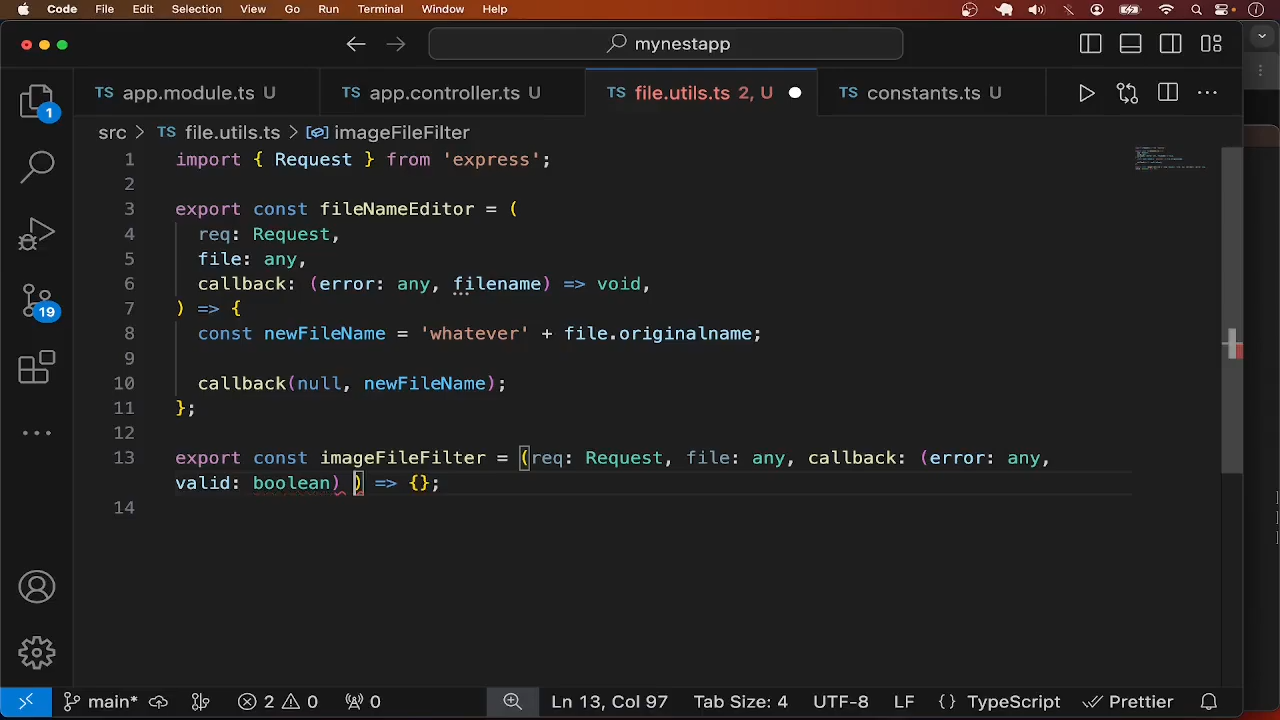 Code File Edit Selection View Go Run Terminal Window Help
mynestapp
TS app.module.ts U TS app.controller.ts U TS file.utils.ts 2, U TS constants.ts U
src > TS file.utils.ts > imageFileFilter
1 import { Request } from 'express';
2
3 export const fileNameEditor = (
4 req: Request,
5 file: any,
6 callback: (error: any, filename) => void,
7 ) => {
8 const newFileName = 'whatever' + file.originalname;
9
10 callback(null, newFileName);
11 };
12
13 export const imageFileFilter = (req: Request, file: any, callback: (error: any,
valid: boolean) ) => {};
14
1
19
main* 2 0 0 Ln 13, Col 97 Tab Size: 4 UTF-8 LF {} TypeScript Prettier